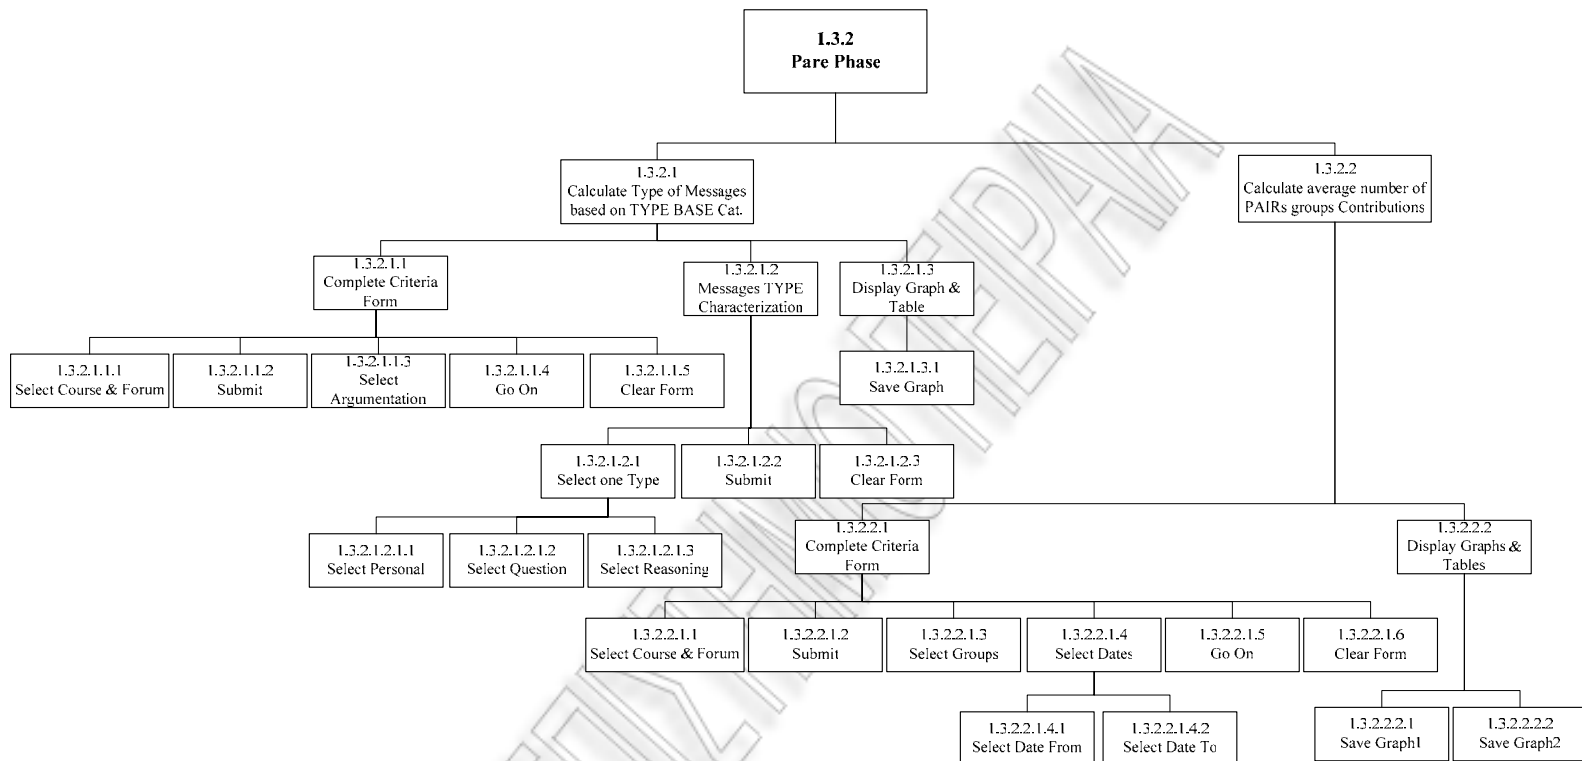 1.3.2
Pare Phase
1.3.2.1
Calculate Type of Messages
based on TYPE BASE Cat.
1.3.2.2
Calculate average number of
PAIRs groups Contributions
1.3.2.1.1
Complete Criteria
Form
1.3.2.1.2
Messages TYPE
Characterization
1.3.2.1.3
Display Graph &
Table
1.3.2.1.1.1
Select Course & Forum
1.3.2.1.1.2
Submit
1.3.2.1.1.3
Select
Argumentation
1.3.2.1.1.4
Go On
1.3.2.1.1.5
Clear Form
1.3.2.1.3.1
Save Graph
1.3.2.1.2.1
Select one Type
1.3.2.1.2.2
Submit
1.3.2.1.2.3
Clear Form
1.3.2.1.2.1.1
Select Personal
1.3.2.1.2.1.2
Select Question
1.3.2.1.2.1.3
Select Reasoning
1.3.2.2.1
Complete Criteria
Form
1.3.2.2.2
Display Graphs &
Tables
1.3.2.2.1.1
Select Course & Forum
1.3.2.2.1.2
Submit
1.3.2.2.1.3
Select Groups
1.3.2.2.1.4
Select Dates
1.3.2.2.1.5
Go On
1.3.2.2.1.6
Clear Form
1.3.2.2.1.4.1
Select Date From
1.3.2.2.1.4.2
Select Date To
1.3.2.2.2.1
Save Graph1
1.3.2.2.2.2
Save Graph2